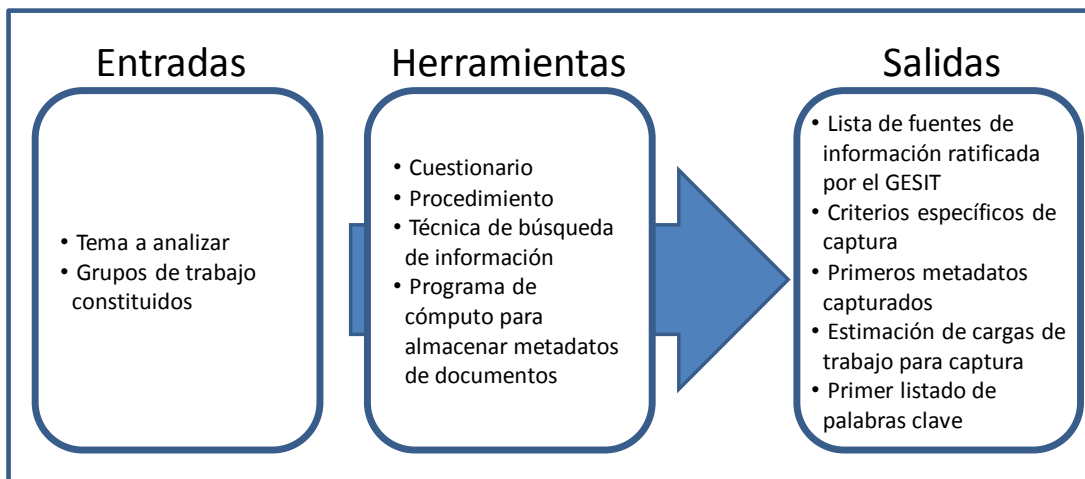 Entradas
• Tema a analizar
• Grupos de trabajo
constituidos
Herramientas
• Cuestionario
• Procedimiento
• Técnica de búsqueda
de información
• Programa de
cómputo para
almacenar metadatos
de documentos
Salidas
• Lista de fuentes de
información ratificada
por el GESIT
• Criterios específicos de
captura
• Primeros metadatos
capturados
• Estimación de cargas de
trabajo para captura
• Primer listado de
palabras clave